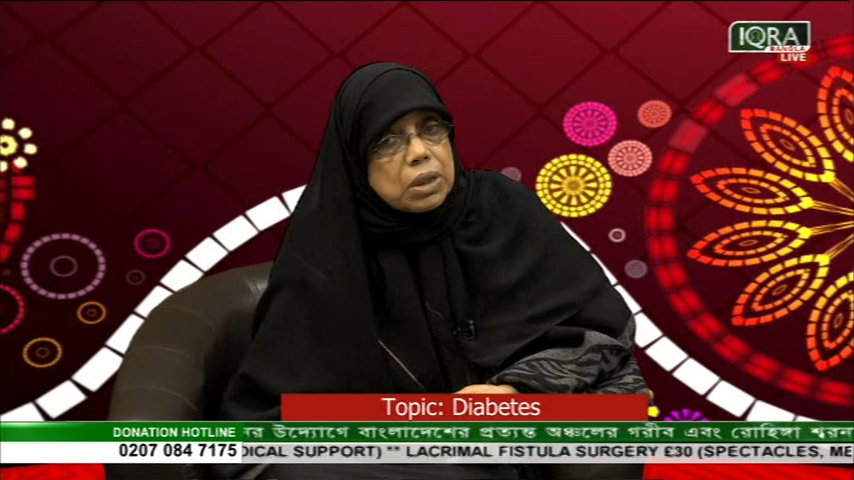 IQRA
BANGLA
LIVE
Topic: Diabetes
DONATION HOTLINE
0207 084 7175
উদ্যোগে বাংলাদেশের প্রত্যন্ত অঞ্চলের গরীব এবং রোহিঙ্গা
DICAL SUPPORT) ** LACRIMAL FISTULA SURGERY £30 (SPECTACLES, ME